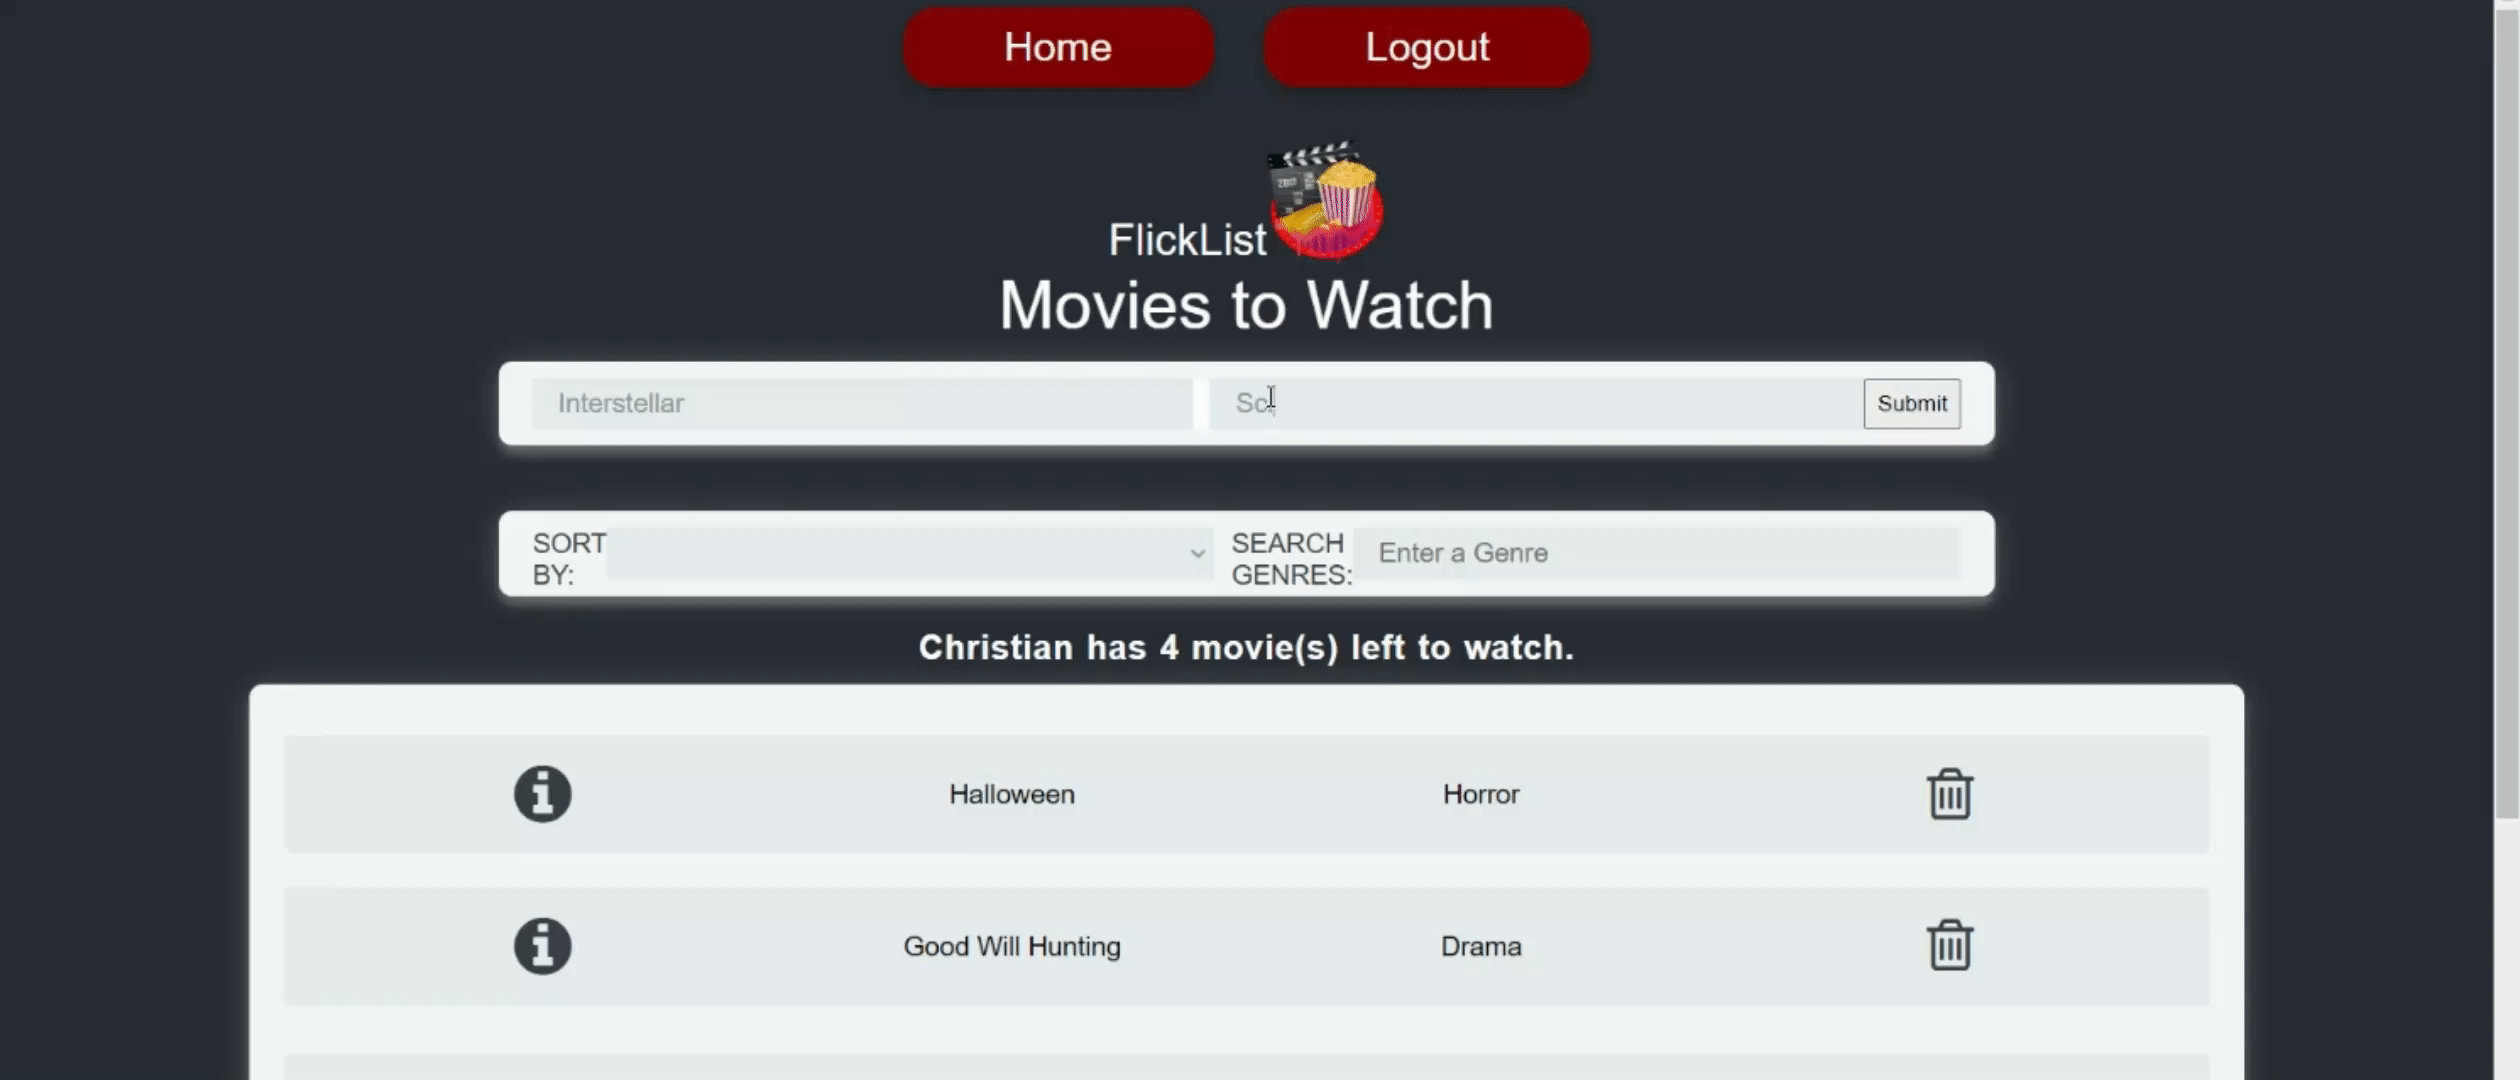 Home Logout
FlickList
Movies to Watch
Interstellar Sc Submit
SORT BY: SEARCH GENRES: Enter a Genre
Christian has 4 movie(s) left to watch.
Halloween Horror
Good Will Hunting Drama